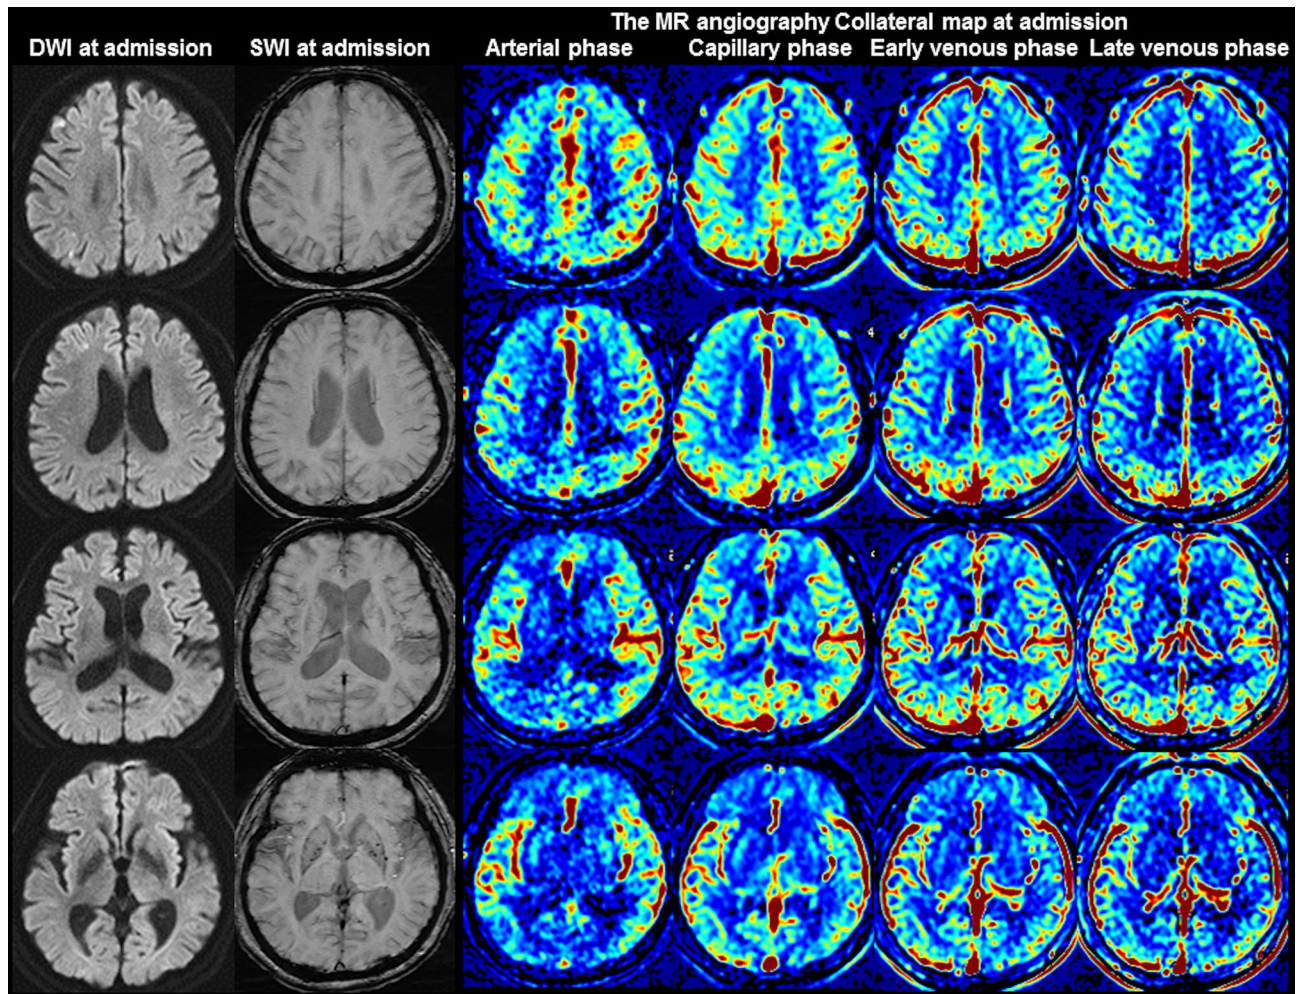 The MR angiography Collateral map at admission
DWI at admission SWI at admission Arterial phase Capillary phase Early venous phase Late venous phase